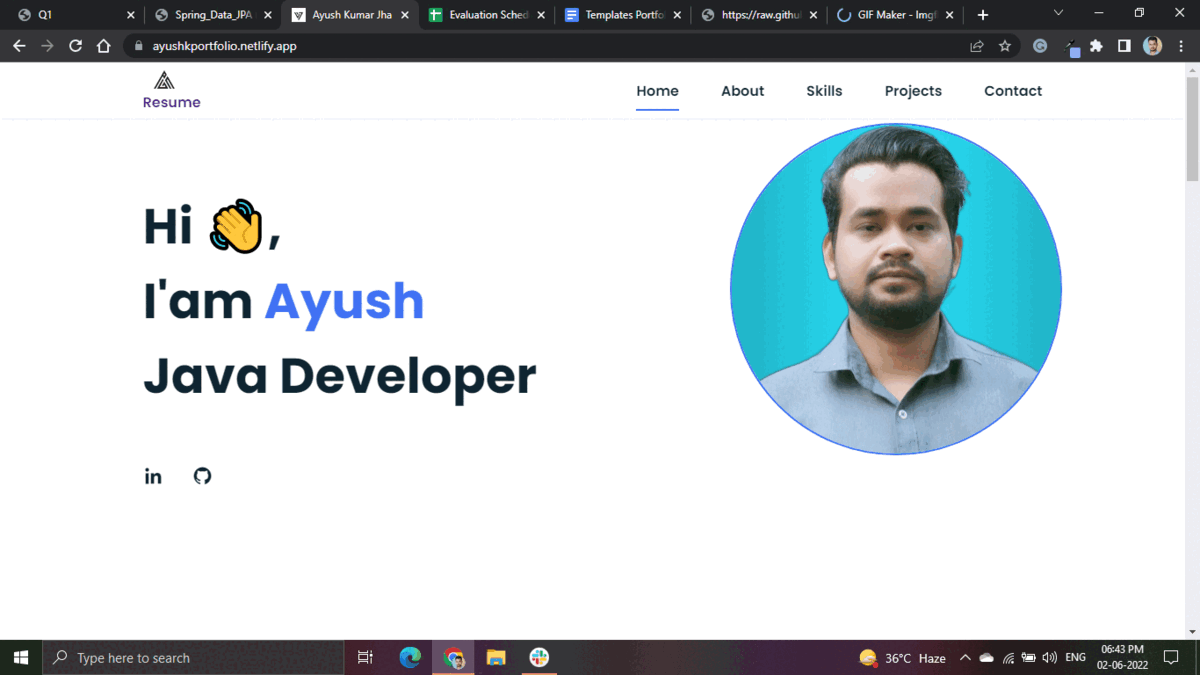 Q1
Spring_Data_JPA
Ayush Kumar Jha
Evaluation Sched
Templates Portfo
https://raw.githu
GIF Maker - Imgf
ayushkportfolio.netlify.app
Resume
Home
About
Skills
Projects
Contact
Hi 👋,
I'am Ayush
Java Developer
in
Type here to search
36°C Haze
ENG
06:43 PM
02-06-2022